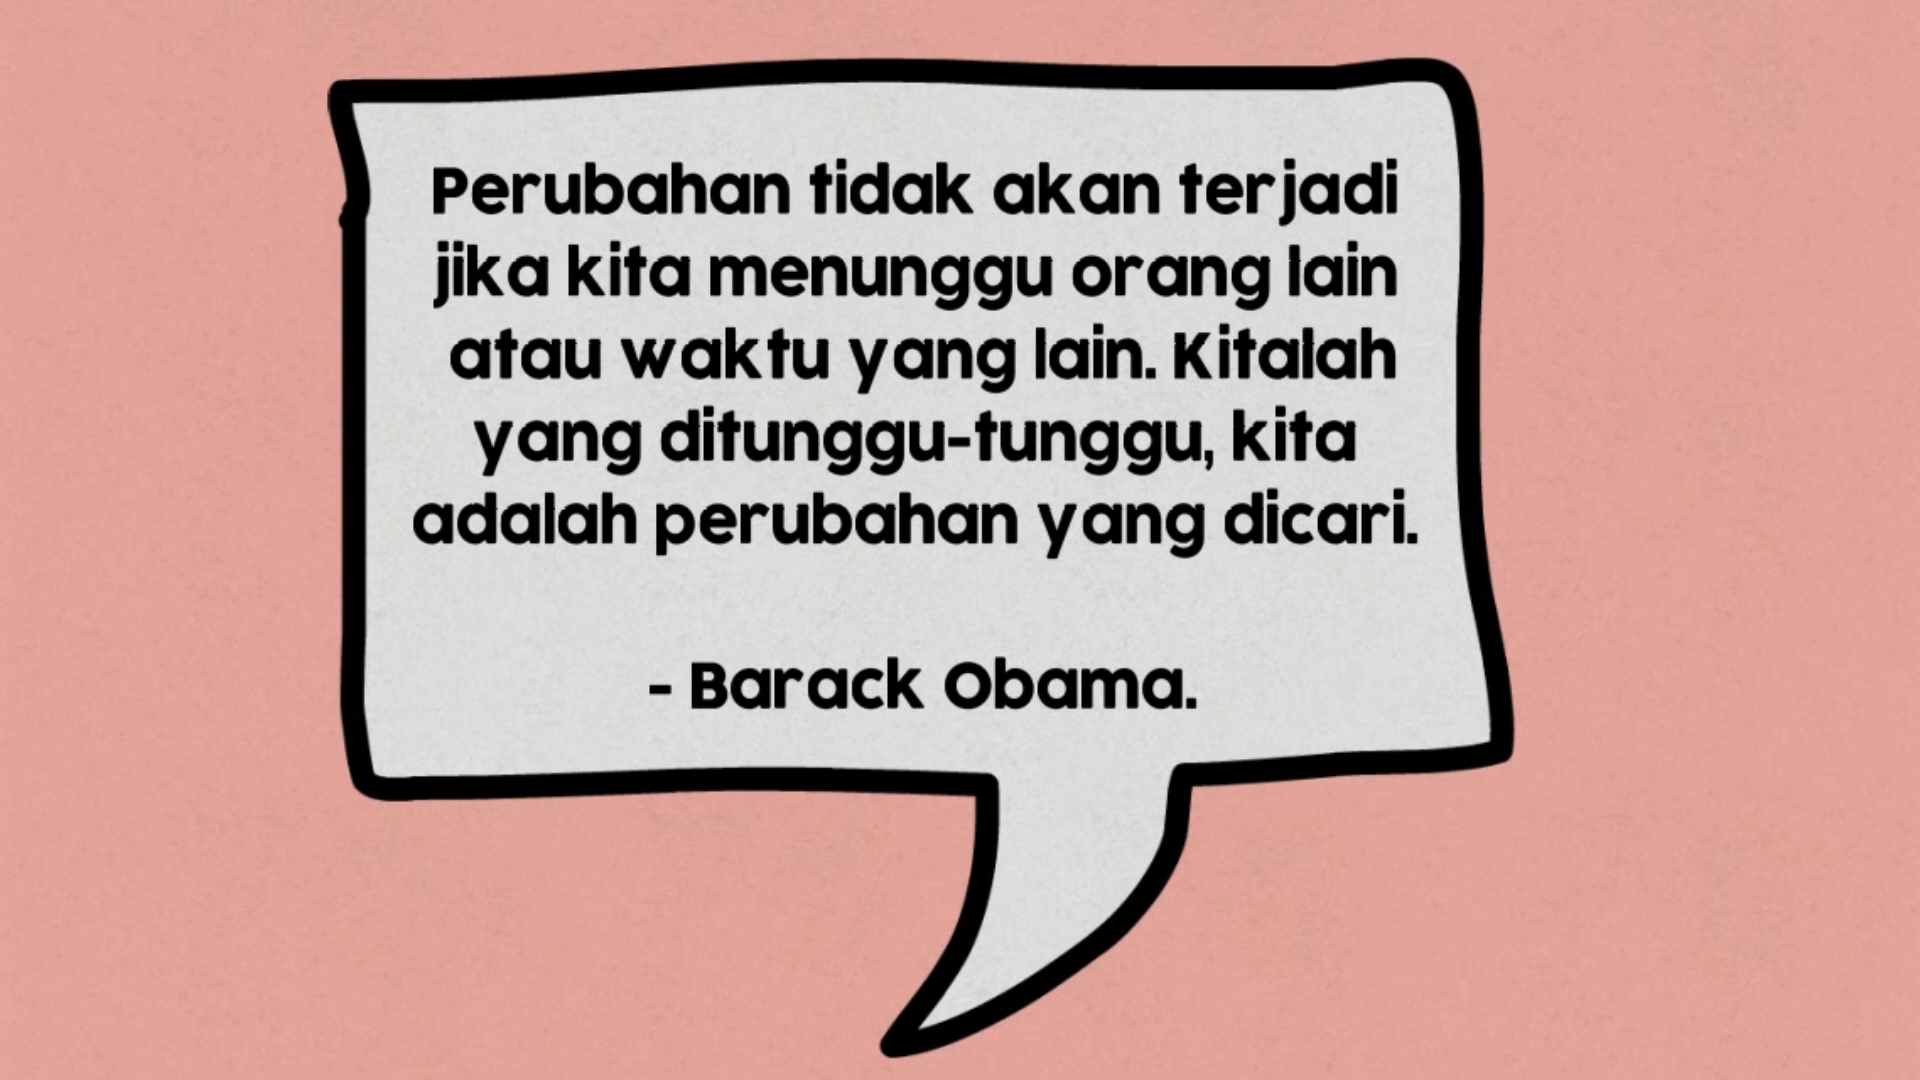 Perubahan tidak akan terjadi
jika kita menunggu orang lain
atau waktu yang lain. Kitalah
yang ditunggu-tunggu, kita
adalah perubahan yang dicari.
- Barack Obama.